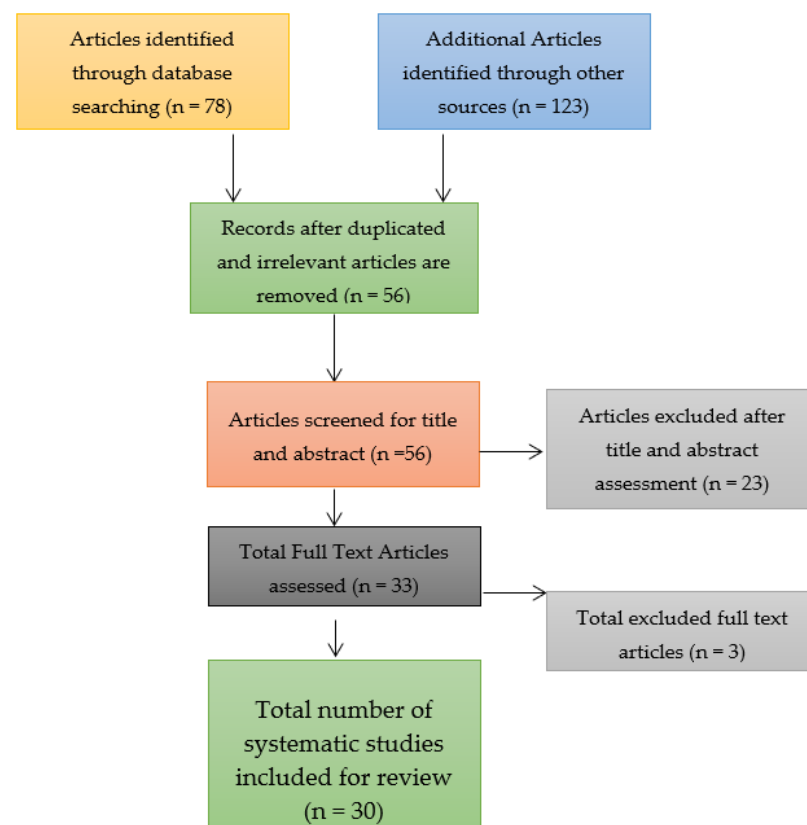 Articles identified
through database
searching (n = 78)
Additional Articles
identified through other
sources (n = 123)
Records after duplicated
and irrelevant articles are
removed (n = 56)
Articles screened for title
and abstract (n =56)
Articles excluded after
title and abstract
assessment (n = 23)
Total Full Text Articles
assessed (n = 33)
Total excluded full text
articles (n = 3)
Total number of
systematic studies
included for review
(n = 30)